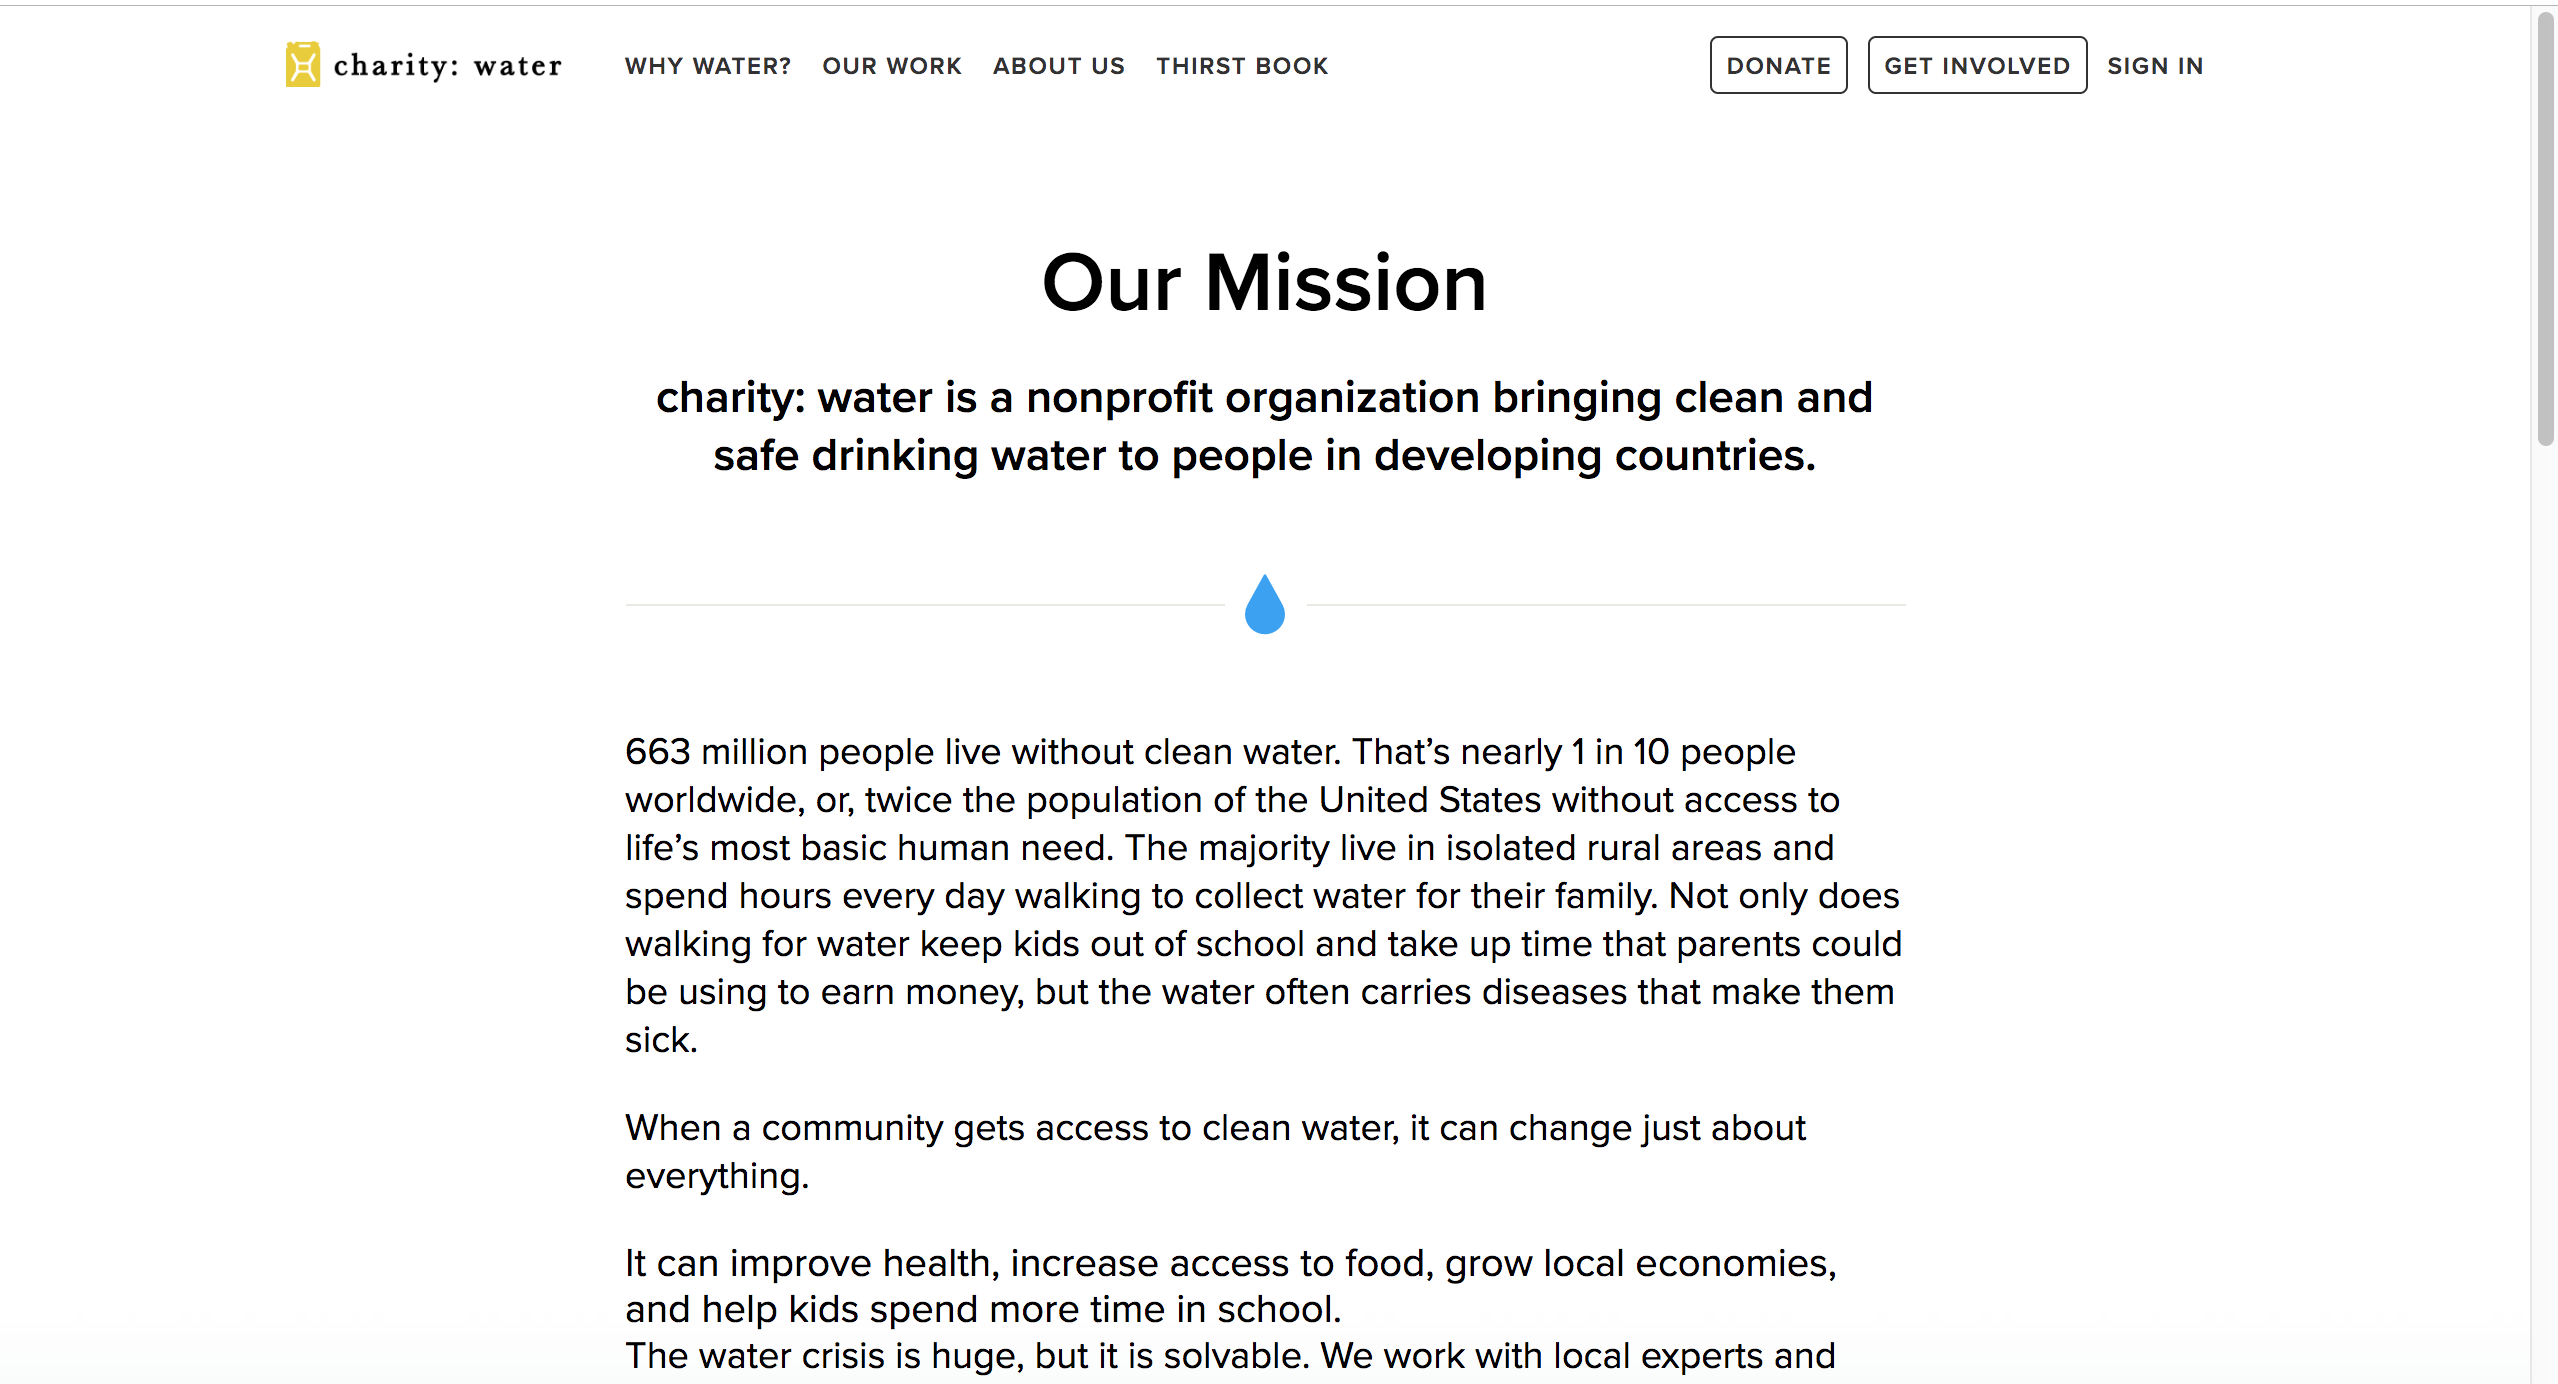 charity: water
WHY WATER? OUR WORK ABOUT US THIRST BOOK
DONATE GET INVOLVED SIGN IN
Our Mission
charity: water is a nonprofit organization bringing clean and
safe drinking water to people in developing countries.
663 million people live without clean water. That’s nearly 1 in 10 people
worldwide, or, twice the population of the United States without access to
life’s most basic human need. The majority live in isolated rural areas and
spend hours every day walking to collect water for their family. Not only does
walking for water keep kids out of school and take up time that parents could
be using to earn money, but the water often carries diseases that make them
sick.
When a community gets access to clean water, it can change just about
everything.
It can improve health, increase access to food, grow local economies,
and help kids spend more time in school.
The water crisis is huge, but it is solvable. We work with local experts and